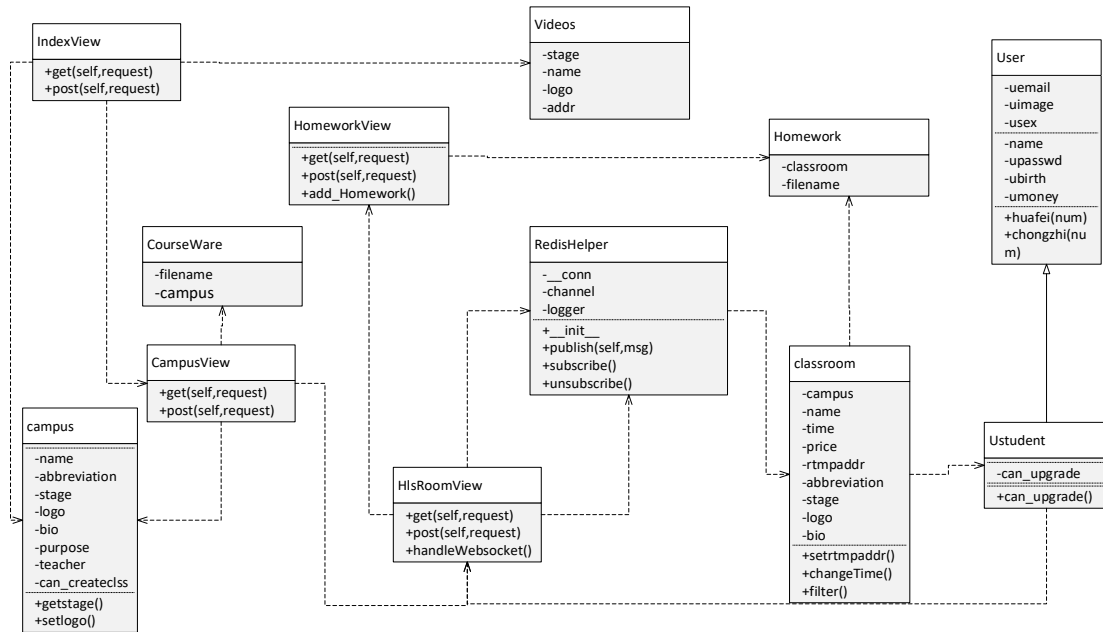 IndexView
+get(self,request)
+post(self,request)
Videos
-stage
-name
-logo
-addr
User
-uemail
-uimage
-usex
-name
-upasswd
-ubirth
-umoney
+huafei(num)
+chongzhi(nu
m)
HomeworkView
+get(self,request)
+post(self,request)
+add_Homework()
Homework
-classroom
-filename
CourseWare
-filename
-campus
RedisHelper
-__conn
-channel
-logger
+__init__
+publish(self,msg)
+subscribe()
+unsubscribe()
CampusView
+get(self,request)
+post(self,request)
classroom
-campus
-name
-time
-price
-rtmpaddr
-abbreviation
-stage
-logo
-bio
+setrtmpaddr()
+changeTime()
+filter()
campus
-name
-abbreviation
-stage
-logo
-bio
-purpose
-teacher
-can_createclss
+getstage()
+setlogo()
Ustudent
-can_upgrade
+can_upgrade()
HlsRoomView
+get(self,request)
+post(self,request)
+handleWebsocket()